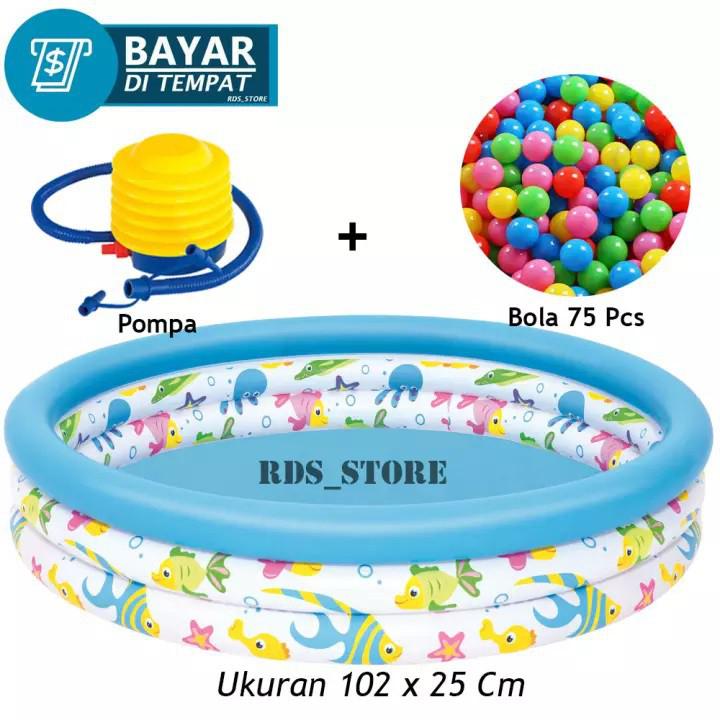 BAYAR
DI TEMPAT
RDS_STORE
$
+
Pompa
Bola 75 Pcs
RDS_STORE
Ukuran 102 x 25 Cm